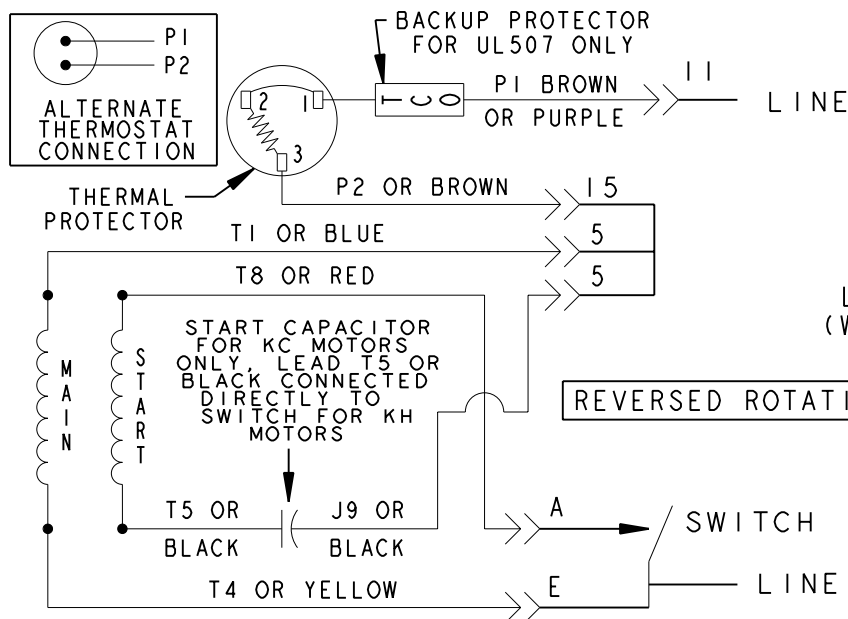 P1
P2
ALTERNATE
THERMOSTAT
CONNECTION
BACKUP PROTECTOR
FOR UL507 ONLY
2
1
3
TCO
P1 BROWN
OR PURPLE
11
LINE
THERMAL
PROTECTOR
P2 OR BROWN
15
T1 OR BLUE
5
T8 OR RED
5
L
(W
MAIN
START
START CAPACITOR
FOR KC MOTORS
ONLY, LEAD T5 OR
BLACK CONNECTED
DIRECTLY TO
SWITCH FOR KH
MOTORS
REVERSED ROTATI
T5 OR
BLACK
J9 OR
BLACK
A
SWITCH
T4 OR YELLOW
E
LINE